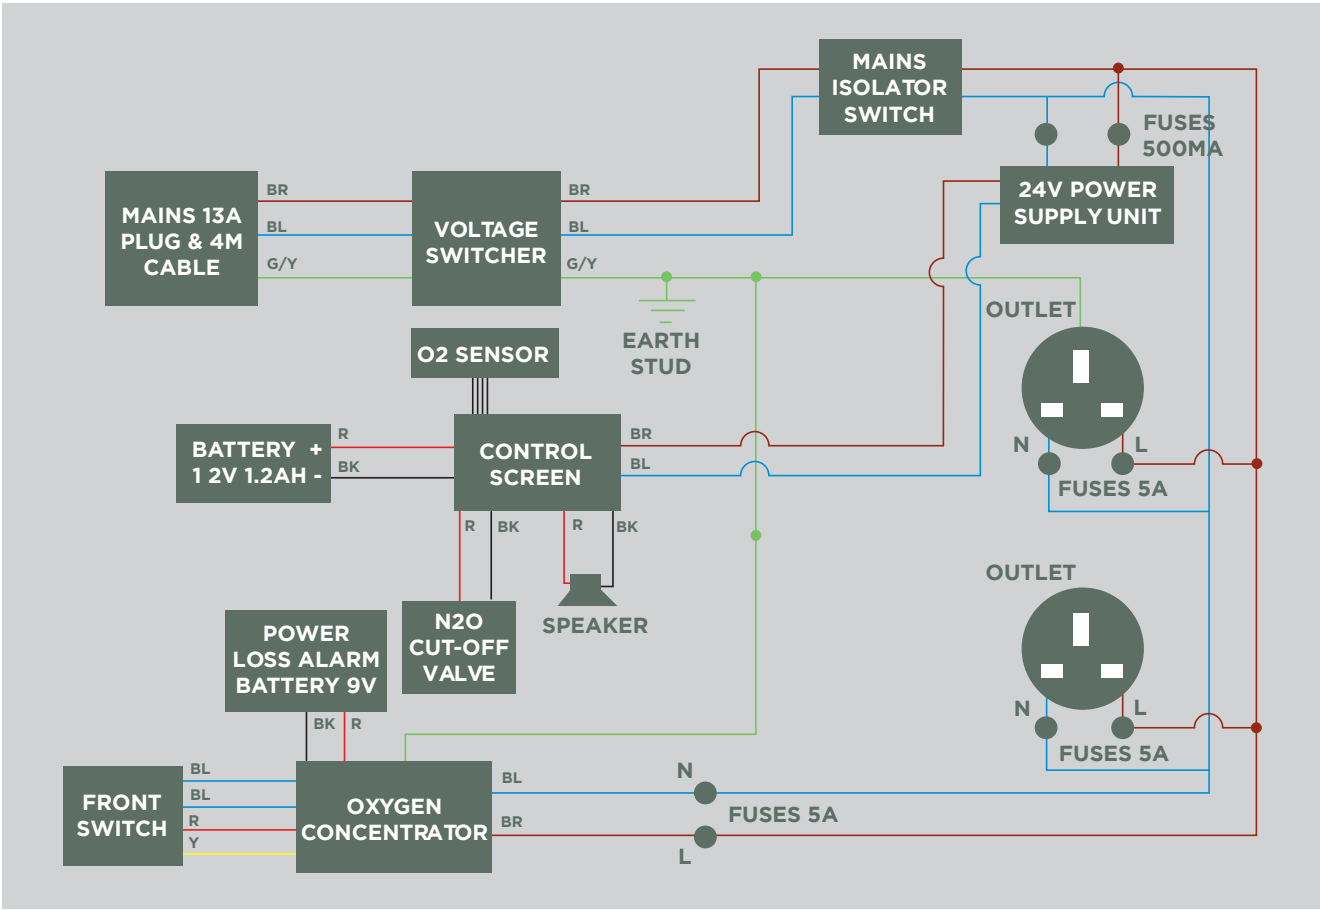 MAINS
ISOLATOR
SWITCH
FUSES
500MA
24V POWER
SUPPLY UNIT
MAINS 13A
PLUG & 4M
CABLE
BR
BL
G/Y
VOLTAGE
SWITCHER
BR
BL
G/Y
EARTH
STUD
OUTLET
N
L
FUSES 5A
O2 SENSOR
BATTERY +
1 2V 1.2AH -
R
BK
CONTROL
SCREEN
BR
BL
R
BK
R
BK
SPEAKER
N2O
CUT-OFF
VALVE
OUTLET
N
L
FUSES 5A
POWER
LOSS ALARM
BATTERY 9V
BK
R
FRONT
SWITCH
BL
BL
R
Y
OXYGEN
CONCENTRATOR
BL
BR
N
FUSES 5A
L